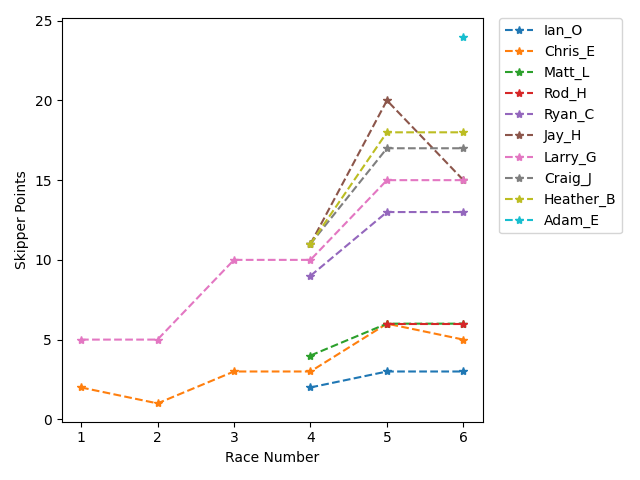 25
20
15
10
5
0
Skipper Points
1 2 3 4 5 6
Race Number
Ian_O
Chris_E
Matt_L
Rod_H
Ryan_C
Jay_H
Larry_G
Craig_J
Heather_B
Adam_E